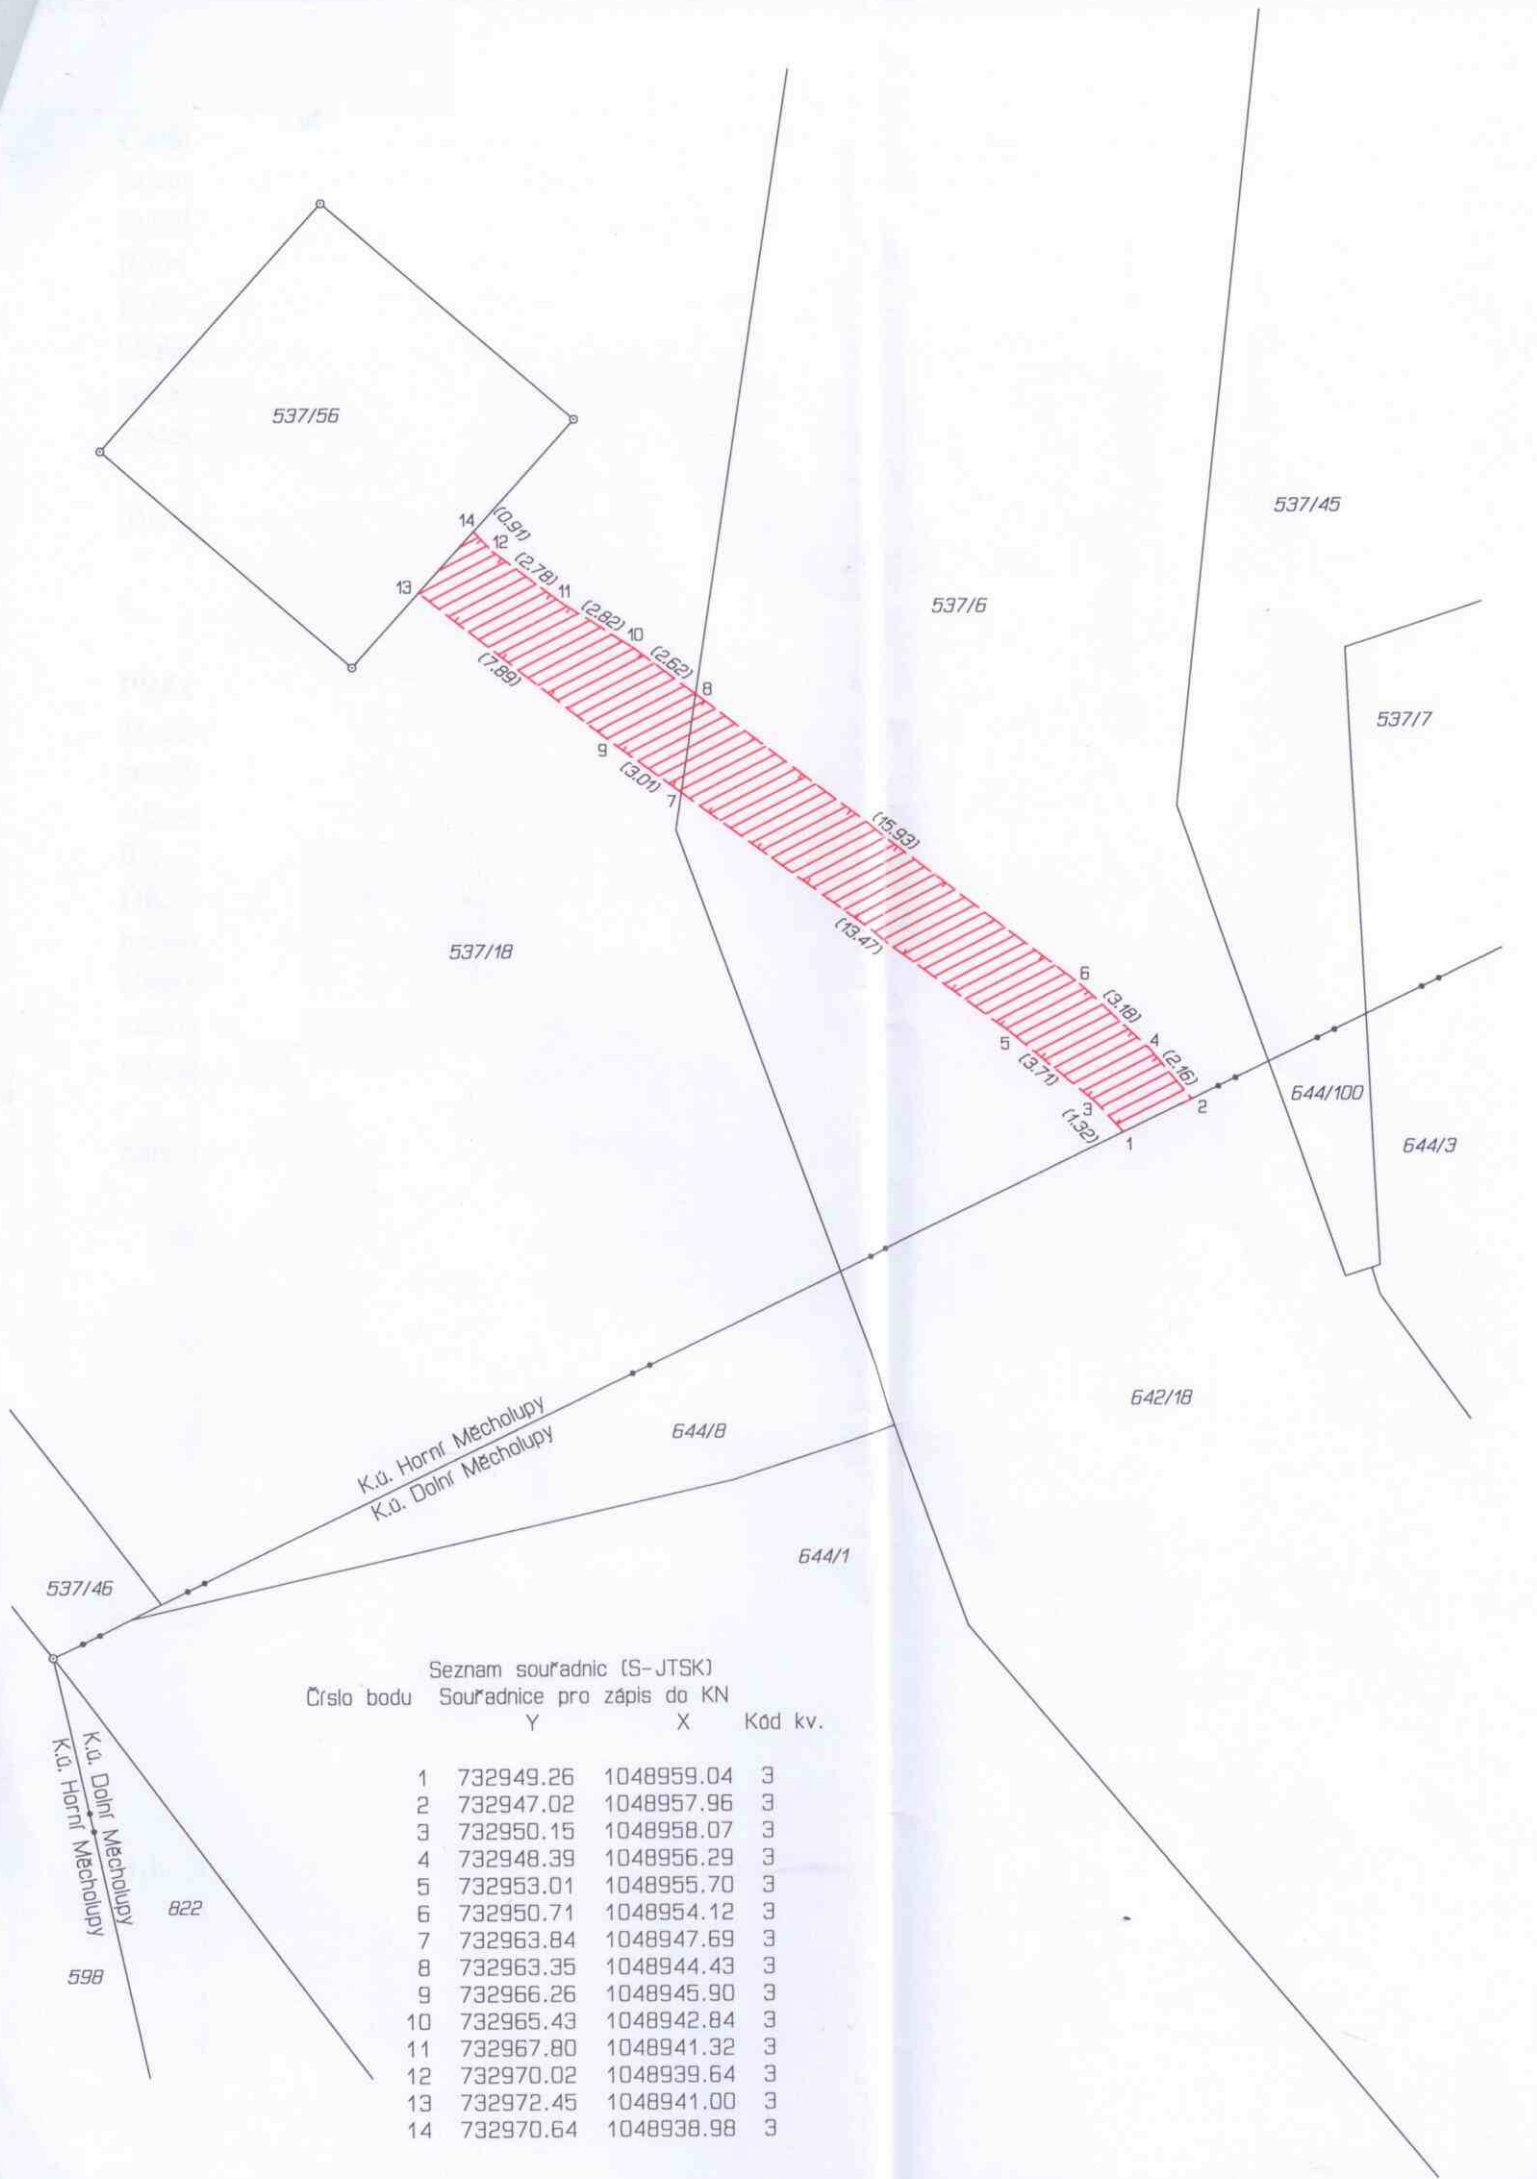 537/56
537/45
14
(0.91)
12
(2.78)
11
13
(2.82)
10
537/6
(2.62)
(7.89)
8
537/7
9
(3.01)
7
(15.93)
537/18
(13.47)
6
(3.18)
4
5
(2.16)
(3.71)
3
2
644/100
(1.32)
1
644/3
K.ú. Horní Měcholupy
K.ú. Dolní Měcholupy
644/8
642/18
644/1
537/46
Seznam souřadnic (S-JTSK)
Číslo bodu Souřadnice pro zápis do KN
Y X Kód kv.
1 732949.26 1048959.04 3
2 732947.02 1048957.96 3
3 732950.15 1048958.07 3
4 732948.39 1048956.29 3
5 732953.01 1048955.70 3
6 732950.71 1048954.12 3
7 732963.84 1048947.69 3
8 732963.35 1048944.43 3
9 732966.26 1048945.90 3
10 732965.43 1048942.84 3
11 732967.80 1048941.32 3
12 732970.02 1048939.64 3
13 732972.45 1048941.00 3
14 732970.64 1048938.98 3
K.ú. Dolní Měcholupy
K.ú. Horní Měcholupy
822
598